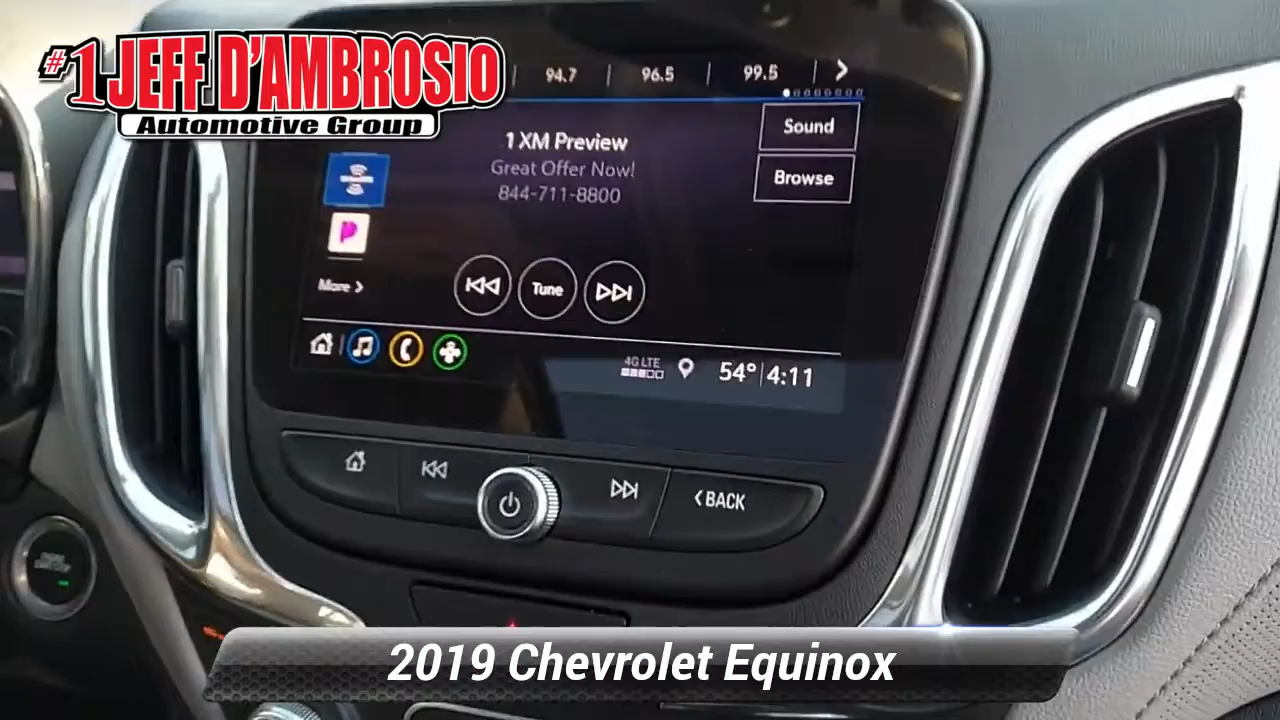 #1 JEFF D'AMBROSIO
Automotive Group
94.7 | 96.5 | 99.5 | >
1 XM Preview
Great Offer Now!
844-711-8800
Sound
Browse
More >
Tune
4G LTE
54° | 4:11
< BACK
2019 Chevrolet Equinox